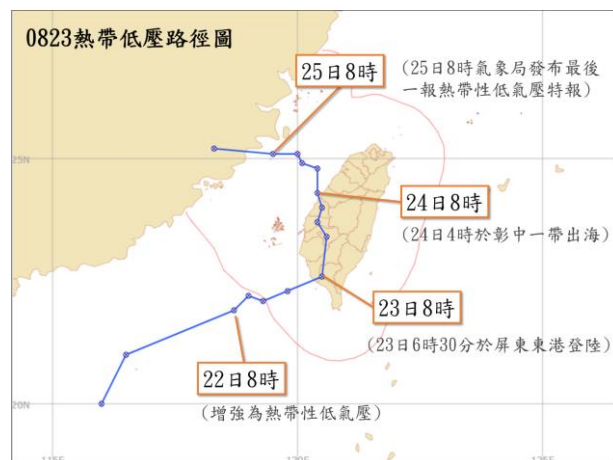 0823熱帶低壓路徑圖
25日8時
(25日8時氣象局發布最後
一報熱帶性低氣壓特報)
25N
24日8時
(24日4時於彰中一帶出海)
23日8時
(23日6時30分於屏東東港登陸)
22日8時
(增強為熱帶性低氣壓)
20N